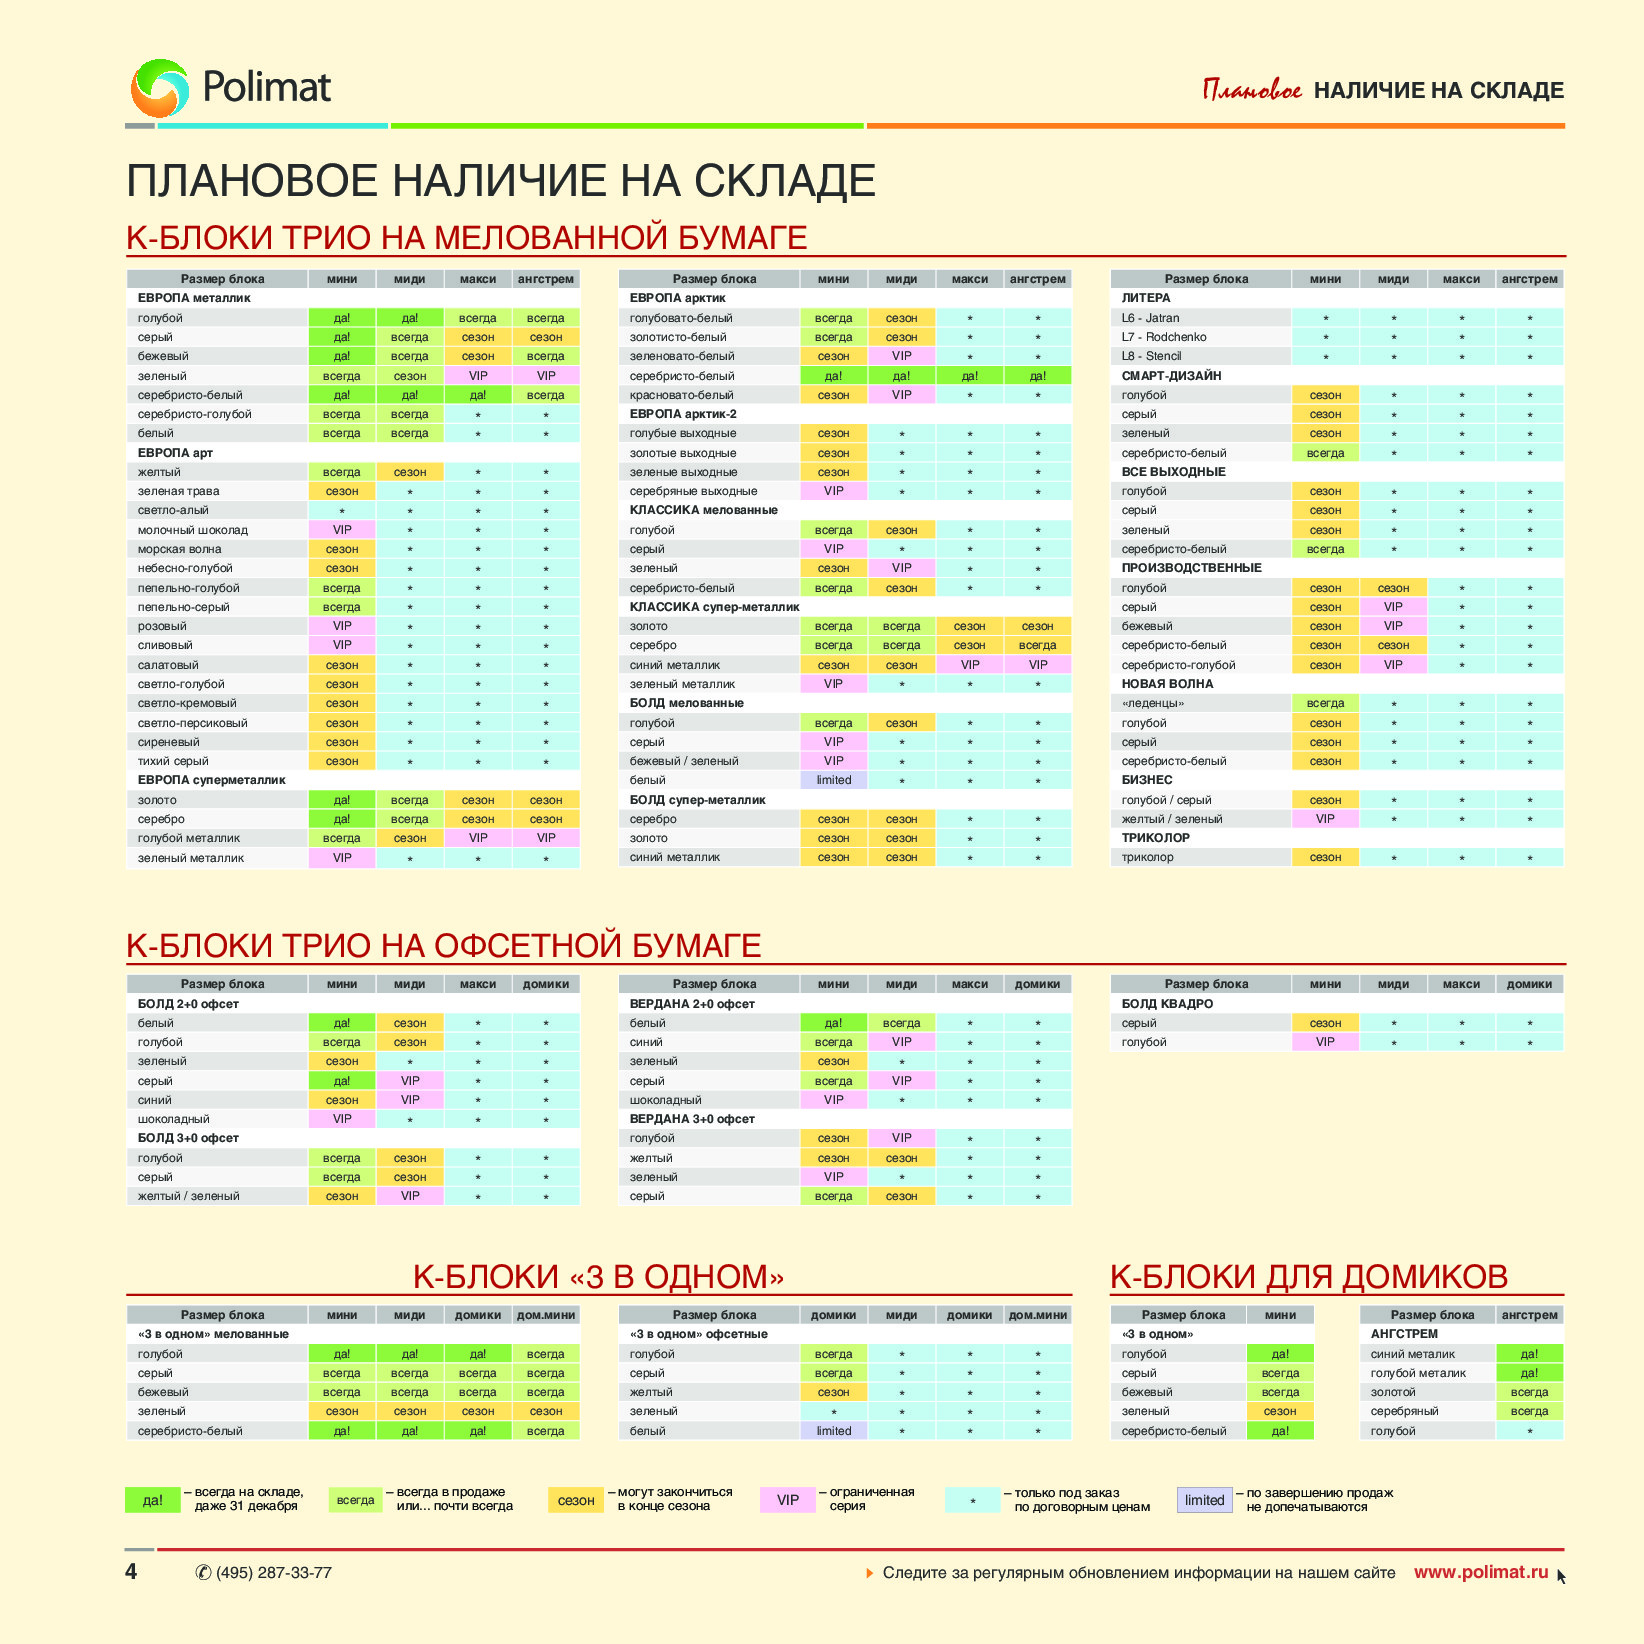 Polimat
Плановое НАЛИЧИЕ НА СКЛАДЕ
ПЛАНОВОЕ НАЛИЧИЕ НА СКЛАДЕ
К-БЛОКИ ТРИО НА МЕЛОВАННОЙ БУМАГЕ
Размер блока мини миди макси ангстрем
ЕВРОПА металлик
голубой да! да! всегда всегда
серый да! всегда сезон сезон
бежевый да! всегда сезон всегда
зеленый всегда сезон VIP VIP
серебристо-белый да! да! да! всегда
серебристо-голубой всегда всегда * *
белый всегда всегда * *
ЕВРОПА арт
желтый всегда сезон * *
зеленая трава сезон * * *
светло-алый * * * *
молочный шоколад VIP * * *
морская волна сезон * * *
небесно-голубой сезон * * *
пепельно-голубой всегда * * *
пепельно-серый всегда * * *
розовый VIP * * *
сливовый VIP * * *
салатовый сезон * * *
светло-голубой сезон * * *
светло-кремовый сезон * * *
светло-персиковый сезон * * *
сиреневый сезон * * *
тихий серый сезон * * *
ЕВРОПА суперметаллик
золото да! всегда сезон сезон
серебро да! всегда сезон сезон
голубой металлик всегда сезон VIP VIP
зеленый металлик VIP * * *
Размер блока мини миди макси ангстрем
ЕВРОПА арктик
голубовато-белый всегда сезон * *
золотисто-белый всегда сезон * *
зеленовато-белый сезон VIP * *
серебристо-белый да! да! да! да!
красновато-белый сезон VIP * *
ЕВРОПА арктик-2
голубые выходные сезон * * *
золотые выходные сезон * * *
зеленые выходные сезон * * *
серебряные выходные VIP * * *
КЛАССИКА мелованные
голубой всегда сезон * *
серый VIP * * *
зеленый сезон VIP * *
серебристо-белый всегда сезон * *
КЛАССИКА супер-металлик
золото всегда всегда сезон сезон
серебро всегда всегда сезон всегда
синий металлик сезон сезон VIP VIP
зеленый металлик VIP * * *
БОЛД мелованные
голубой всегда сезон * *
серый VIP * * *
бежевый / зеленый VIP * * *
белый limited * * *
БОЛД супер-металлик
серебро сезон сезон * *
золото сезон сезон * *
синий металлик сезон сезон * *
Размер блока мини миди макси ангстрем
ЛИТЕРА
L6 - Jatran * * * *
L7 - Rodchenko * * * *
L8 - Stencil * * * *
СМАРТ-ДИЗАЙН
голубой сезон * * *
серый сезон * * *
зеленый сезон * * *
серебристо-белый всегда * * *
ВСЕ ВЫХОДНЫЕ
голубой сезон * * *
серый сезон * * *
зеленый сезон * * *
серебристо-белый всегда * * *
ПРОИЗВОДСТВЕННЫЕ
голубой сезон сезон * *
серый сезон VIP * *
бежевый сезон VIP * *
серебристо-белый сезон сезон * *
серебристо-голубой сезон VIP * *
НОВАЯ ВОЛНА
«леденцы» всегда * * *
голубой сезон * * *
серый сезон * * *
серебристо-белый сезон * * *
БИЗНЕС
голубой / серый сезон * * *
желтый / зеленый VIP * * *
ТРИКОЛОР
триколор сезон * * *
К-БЛОКИ ТРИО НА ОФСЕТНОЙ БУМАГЕ
Размер блока мини миди макси домики
БОЛД 2+0 офсет
белый да! сезон * *
голубой всегда сезон * *
зеленый сезон * * *
серый да! VIP * *
синий сезон VIP * *
шоколадный VIP * * *
БОЛД 3+0 офсет
голубой всегда сезон * *
серый всегда сезон * *
желтый / зеленый сезон VIP * *
Размер блока мини миди макси домики
ВЕРДАНА 2+0 офсет
белый да! всегда * *
синий всегда VIP * *
зеленый сезон * * *
серый всегда VIP * *
шоколадный VIP * * *
ВЕРДАНА 3+0 офсет
голубой сезон VIP * *
желтый сезон сезон * *
зеленый VIP * * *
серый всегда сезон * *
Размер блока мини миди макси домики
БОЛД КВАДРО
серый сезон * * *
голубой VIP * * *
К-БЛОКИ «3 В ОДНОМ»
Размер блока мини миди домики дом.мини
«3 в одном» мелованные
голубой да! да! да! всегда
серый всегда всегда всегда всегда
бежевый всегда всегда всегда всегда
зеленый сезон сезон сезон сезон
серебристо-белый да! да! да! всегда
Размер блока домики миди домики дом.мини
«3 в одном» офсетные
голубой всегда * * *
серый всегда * * *
желтый сезон * * *
зеленый * * * *
белый limited * * *
К-БЛОКИ ДЛЯ ДОМИКОВ
Размер блока мини
«3 в одном»
голубой да!
серый всегда
бежевый всегда
зеленый сезон
серебристо-белый да!
Размер блока ангстрем
АНГСТРЕМ
синий металик да!
голубой металик да!
золотой всегда
серебряный всегда
голубой *
да! – всегда на складе,
даже 31 декабря
всегда – всегда в продаже
или... почти всегда
сезон – могут закончиться
в конце сезона
VIP – ограниченная
серия
* – только под заказ
по договорным ценам
limited – по завершению продаж
не допечатываются
4 ✆ (495) 287-33-77 Следите за регулярным обновлением информации на нашем сайте www.polimat.ru